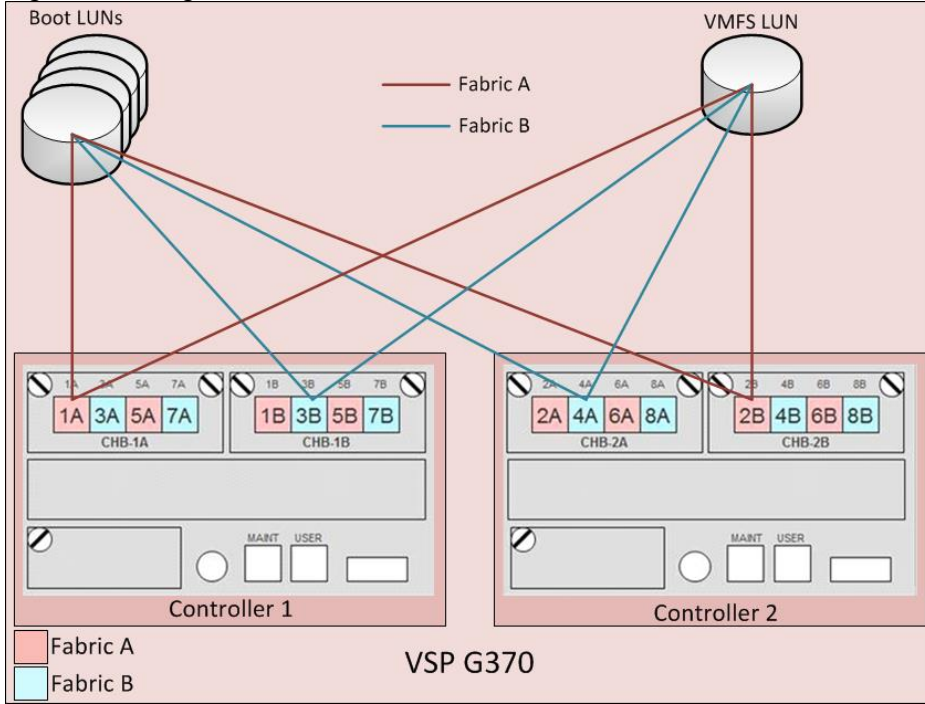 Boot LUNs
VMFS LUN
Fabric A
Fabric B
1A 3A 5A 7A 1B 3B 5B 7B
1A 3A 5A 7A 1B 3B 5B 7B
CHB-1A CHB-1B
MAINT USER
Controller 1
2A 4A 6A 8A 2B 4B 6B 8B
2A 4A 6A 8A 2B 4B 6B 8B
CHB-2A CHB-2B
MAINT USER
Controller 2
Fabric A
Fabric B
VSP G370